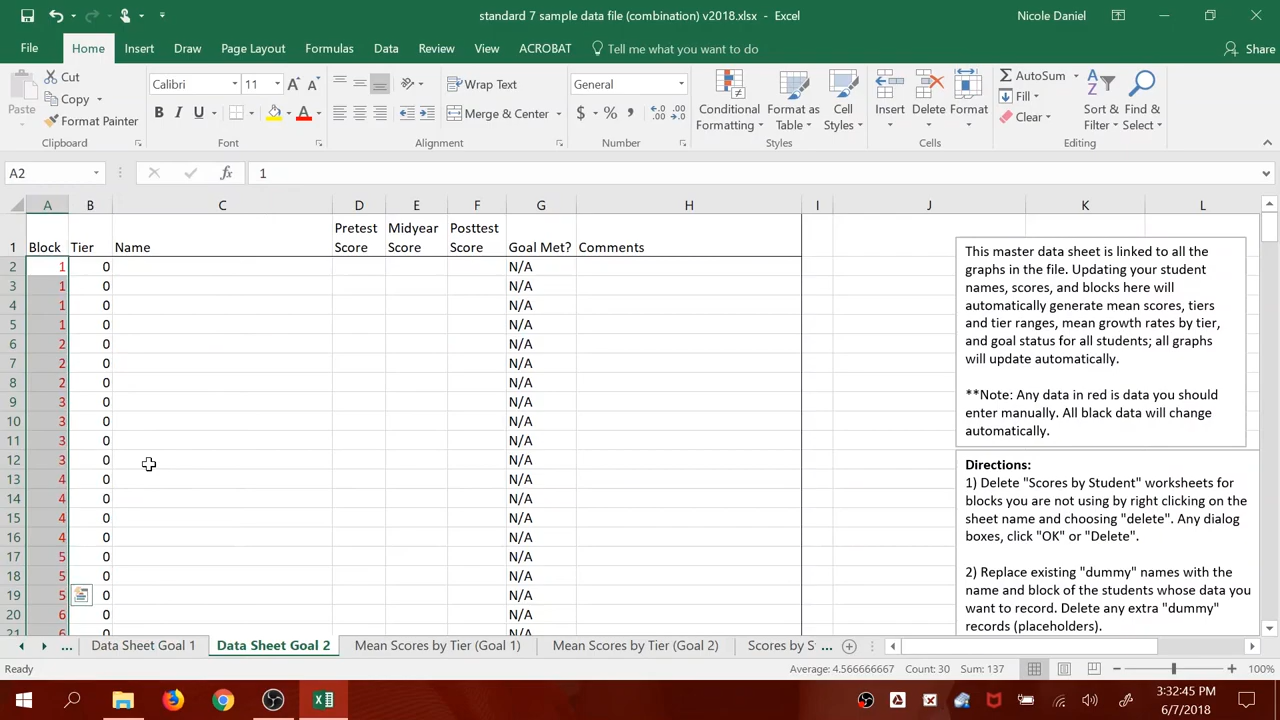 standard 7 sample data file (combination) v2018.xlsx - Excel
Nicole Daniel
File Home Insert Draw Page Layout Formulas Data Review View ACROBAT Tell me what you want to do Share
Paste
Cut
Copy
Format Painter
Calibri 11
B I U
A A
Wrap Text
Merge & Center
General
$ % ,
Conditional Formatting
Format as Table
Cell Styles
Insert
Delete
Format
AutoSum
Fill
Clear
Sort & Filter
Find & Select
Clipboard Font Alignment Number Styles Cells Editing
A2 fx 1
A B C D E F G H I J K L
1 Block Tier Name Pretest Score Midyear Score Posttest Score Goal Met? Comments
2 1 0 N/A
3 1 0 N/A
4 1 0 N/A
5 1 0 N/A
6 2 0 N/A
7 2 0 N/A
8 2 0 N/A
9 3 0 N/A
10 3 0 N/A
11 3 0 N/A
12 3 0 N/A
13 4 0 N/A
14 4 0 N/A
15 4 0 N/A
16 4 0 N/A
17 5 0 N/A
18 5 0 N/A
19 5 0 N/A
20 6 0 N/A
21 6 0 N/A
This master data sheet is linked to all the
graphs in the file. Updating your student
names, scores, and blocks here will
automatically generate mean scores, tiers
and tier ranges, mean growth rates by tier,
and goal status for all students; all graphs
will update automatically.
**Note: Any data in red is data you should
enter manually. All black data will change
automatically.
Directions:
1) Delete "Scores by Student" worksheets for
blocks you are not using by right clicking on the
sheet name and choosing "delete". Any dialog
boxes, click "OK" or "Delete".
2) Replace existing "dummy" names with the
name and block of the students whose data you
want to record. Delete any extra "dummy"
records (placeholders).
... Data Sheet Goal 1 Data Sheet Goal 2 Mean Scores by Tier (Goal 1) Mean Scores by Tier (Goal 2) Scores by S ...
Ready Average: 4.566666667 Count: 30 Sum: 137 100%
3:32:45 PM
6/7/2018